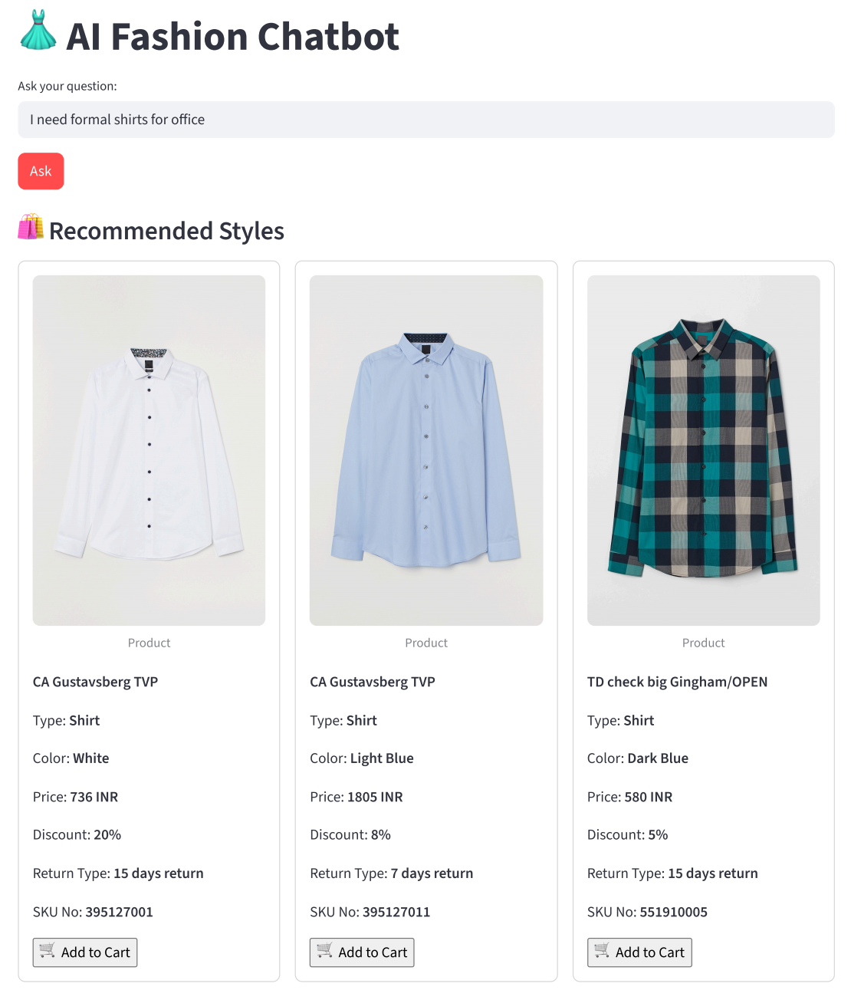 AI Fashion Chatbot
Ask your question:
I need formal shirts for office
Ask
Recommended Styles
Product
CA Gustavsberg TVP
Type: Shirt
Color: White
Price: 736 INR
Discount: 20%
Return Type: 15 days return
SKU No: 395127001
Add to Cart
Product
CA Gustavsberg TVP
Type: Shirt
Color: Light Blue
Price: 1805 INR
Discount: 8%
Return Type: 7 days return
SKU No: 395127011
Add to Cart
Product
TD check big Gingham/OPEN
Type: Shirt
Color: Dark Blue
Price: 580 INR
Discount: 5%
Return Type: 15 days return
SKU No: 551910005
Add to Cart